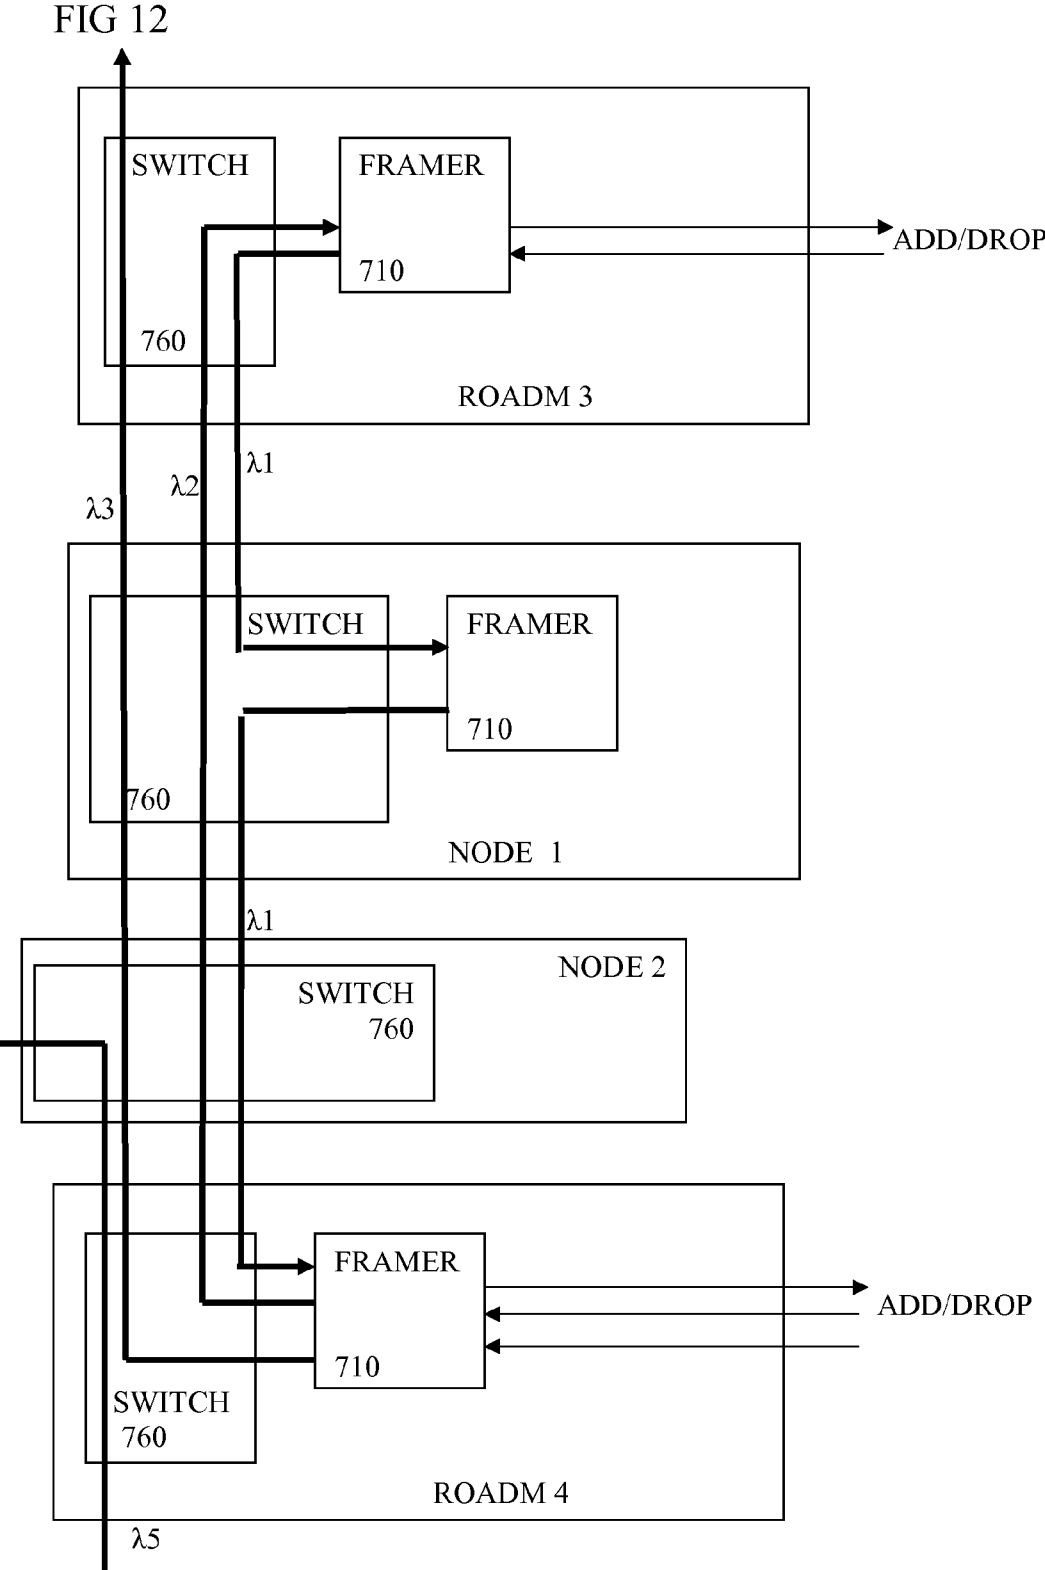 FIG 12
SWITCH
FRAMER
ADD/DROP
710
760
ROADM 3
λ1
λ2
λ3
SWITCH
FRAMER
710
760
NODE 1
λ1
NODE 2
SWITCH
760
FRAMER
ADD/DROP
710
SWITCH
760
ROADM 4
λ5